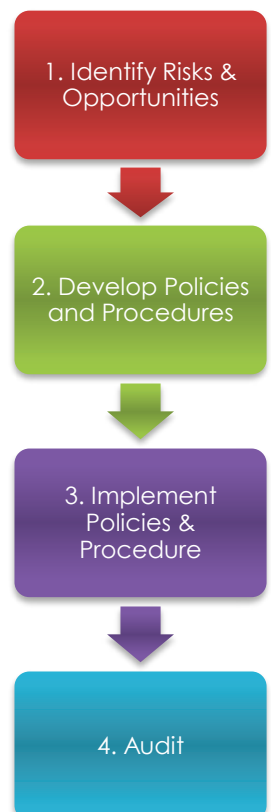 1. Identify Risks &
Opportunities
2. Develop Policies
and Procedures
3. Implement
Policies &
Procedure
4. Audit